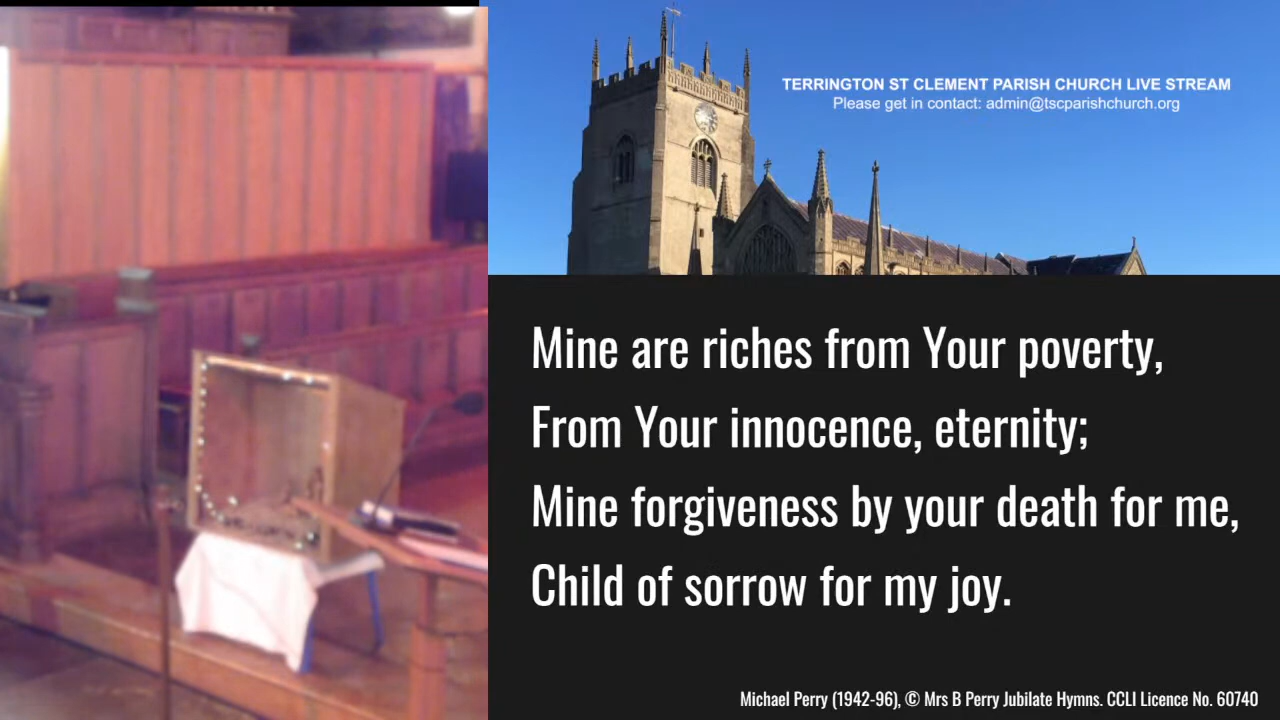 TERRINGTON ST CLEMENT PARISH CHURCH LIVE STREAM
Please get in contact: admin@tscparishchurch.org
Mine are riches from Your poverty,
From Your innocence, eternity;
Mine forgiveness by your death for me,
Child of sorrow for my joy.
Michael Perry (1942-96), © Mrs B Perry Jubilate Hymns. CCLI Licence No. 60740